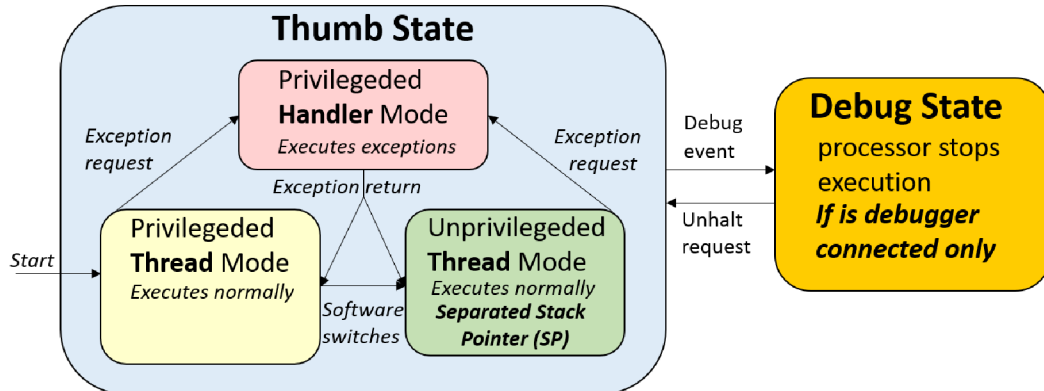 Thumb State
Privilegeded
Handler Mode
Executes exceptions
Exception
request
Exception
request
Exception return
Start
Privilegeded
Thread Mode
Executes normally
Software
switches
Unprivilegeded
Thread Mode
Executes normally
Separated Stack
Pointer (SP)
Debug
event
Unhalt
request
Debug State
processor stops
execution
If is debugger
connected only